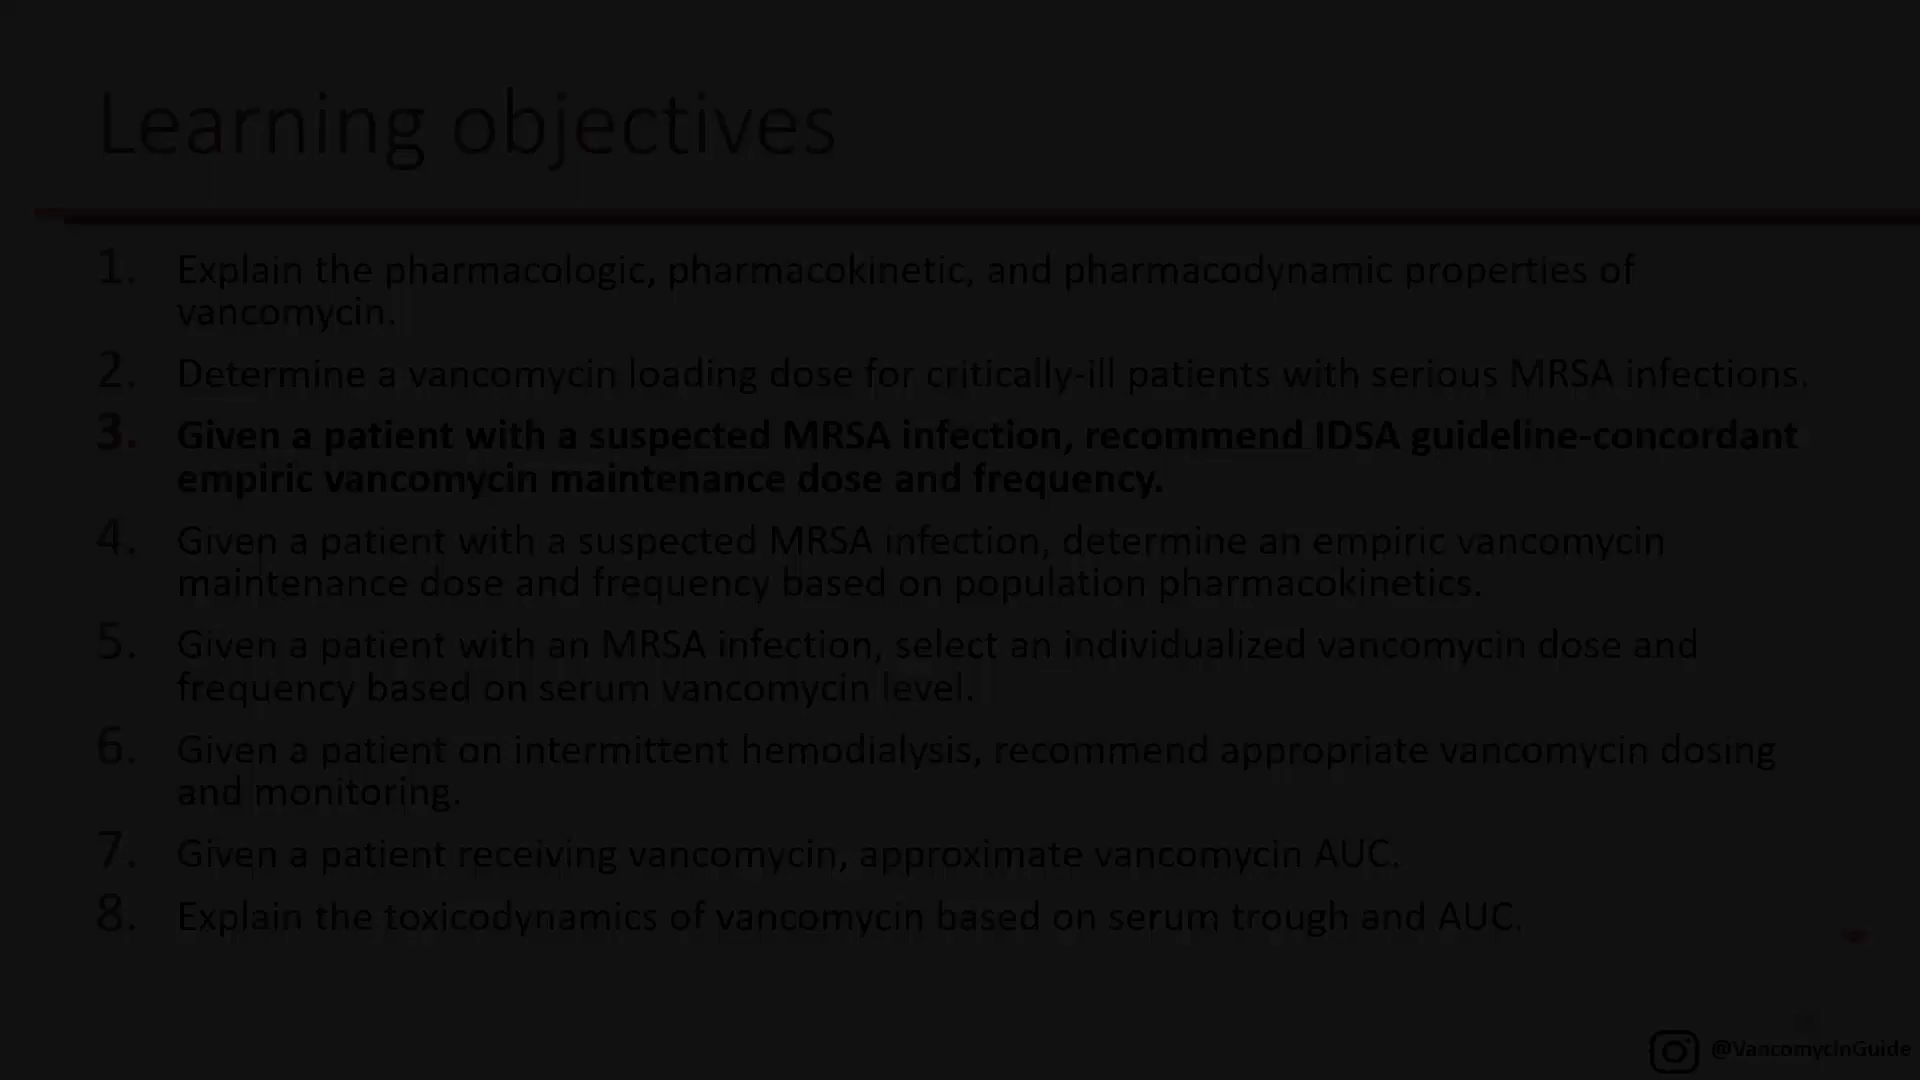 Learning objectives
1. Explain the pharmacologic, pharmacokinetic, and pharmacodynamic properties of
vancomycin.
2. Determine a vancomycin loading dose for critically-ill patients with serious MRSA infections.
3. Given a patient with a suspected MRSA infection, recommend IDSA guideline-concordant
empiric vancomycin maintenance dose and frequency.
4. Given a patient with a suspected MRSA infection, determine an empiric vancomycin
maintenance dose and frequency based on population pharmacokinetics.
5. Given a patient with an MRSA infection, select an individualized vancomycin dose and
frequency based on serum vancomycin level.
6. Given a patient on intermittent hemodialysis, recommend appropriate vancomycin dosing
and monitoring.
7. Given a patient receiving vancomycin, approximate vancomycin AUC.
8. Explain the toxicodynamics of vancomycin based on serum trough and AUC.
@VancomycinGuide